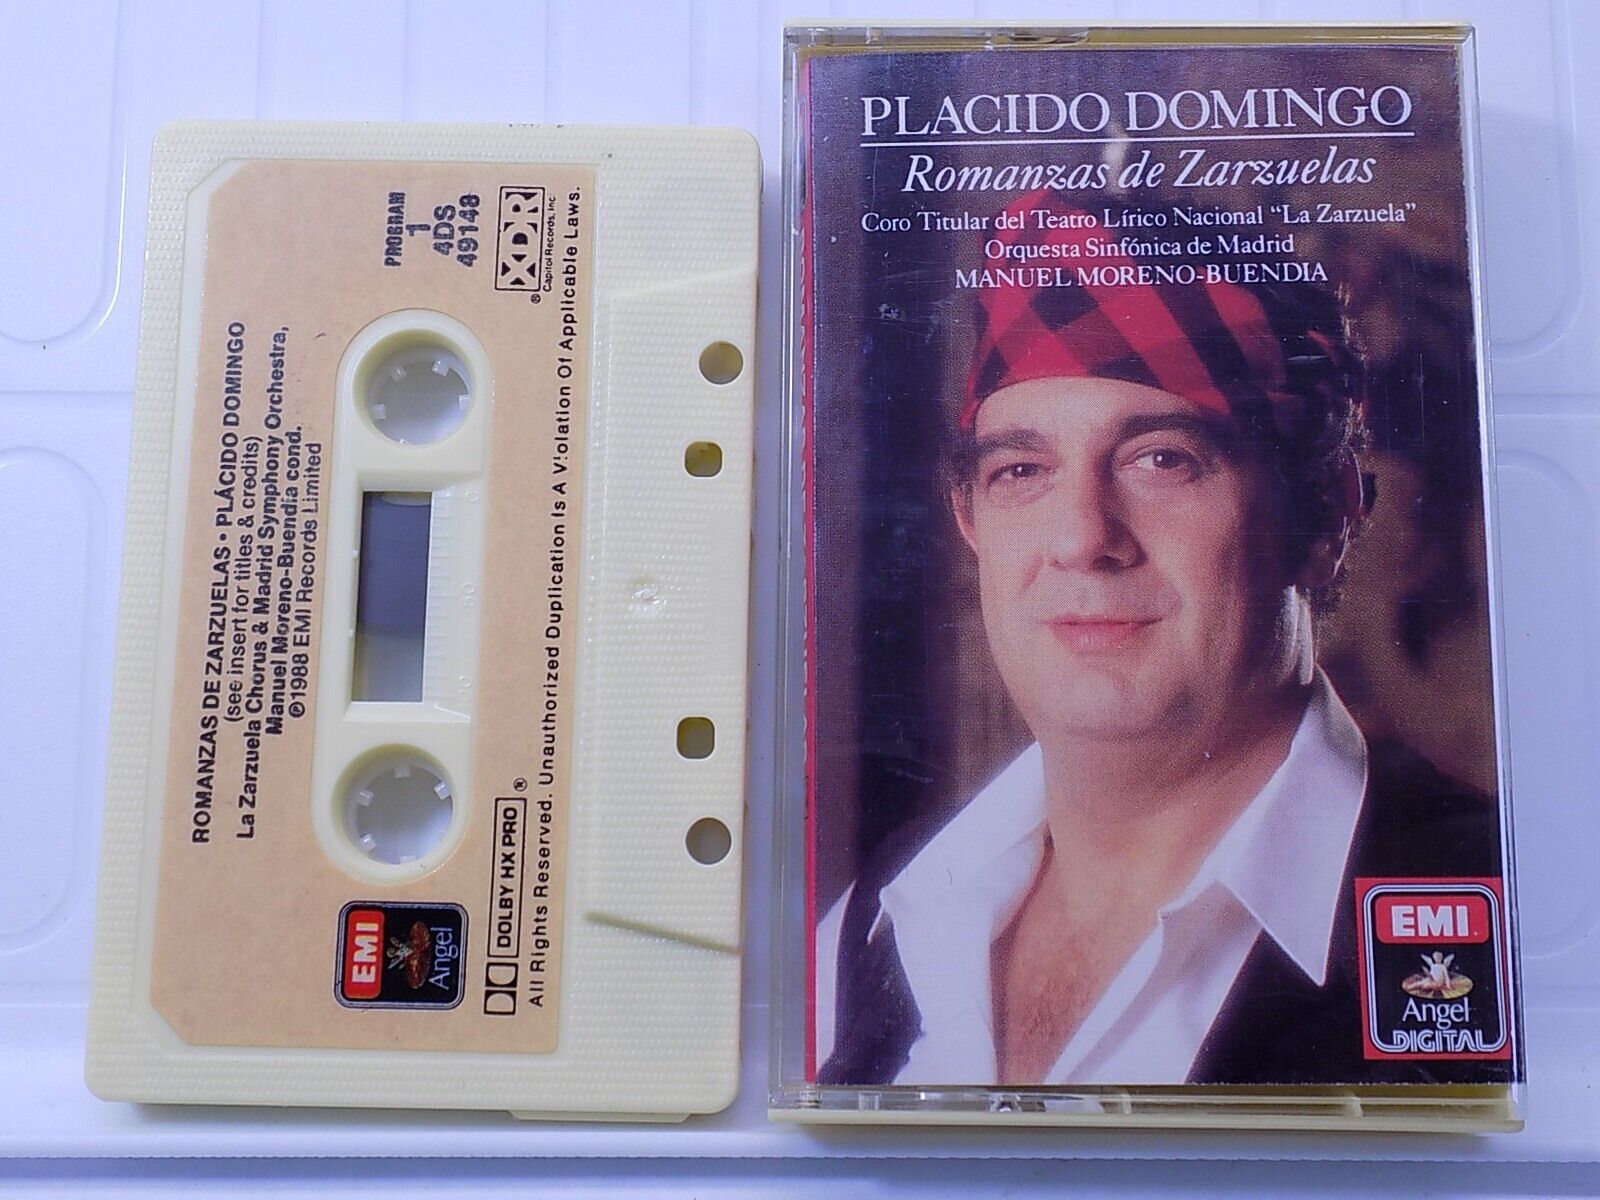 ROMANZAS DE ZARZUELAS • PLÁCIDO DOMINGO
(see insert for titles & credits)
La Zarzuela Chorus & Madrid Symphony Orchestra,
Manuel Moreno-Buendia cond.
℗1988 EMI Records Limited
PROGRAM
1
4DS
49148
XDR
®
Capitol Records, Inc.
0
50
100
EMI
Angel
DOLBY HX PRO
®
All Rights Reserved. Unauthorized Duplication Is A Violation Of Applicable Laws.
PLACIDO DOMINGO
Romanzas de Zarzuelas
Coro Titular del Teatro Lírico Nacional "La Zarzuela"
Orquesta Sinfónica de Madrid
MANUEL MORENO-BUENDIA
EMI
Angel
DIGITAL